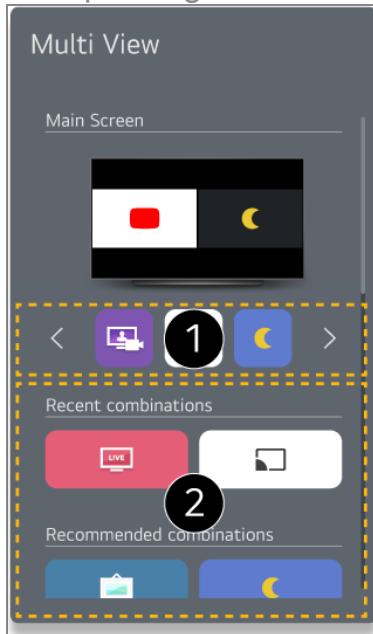 Multi View
Main Screen
1
Recent combinations
LIVE
2
Recommended combinations